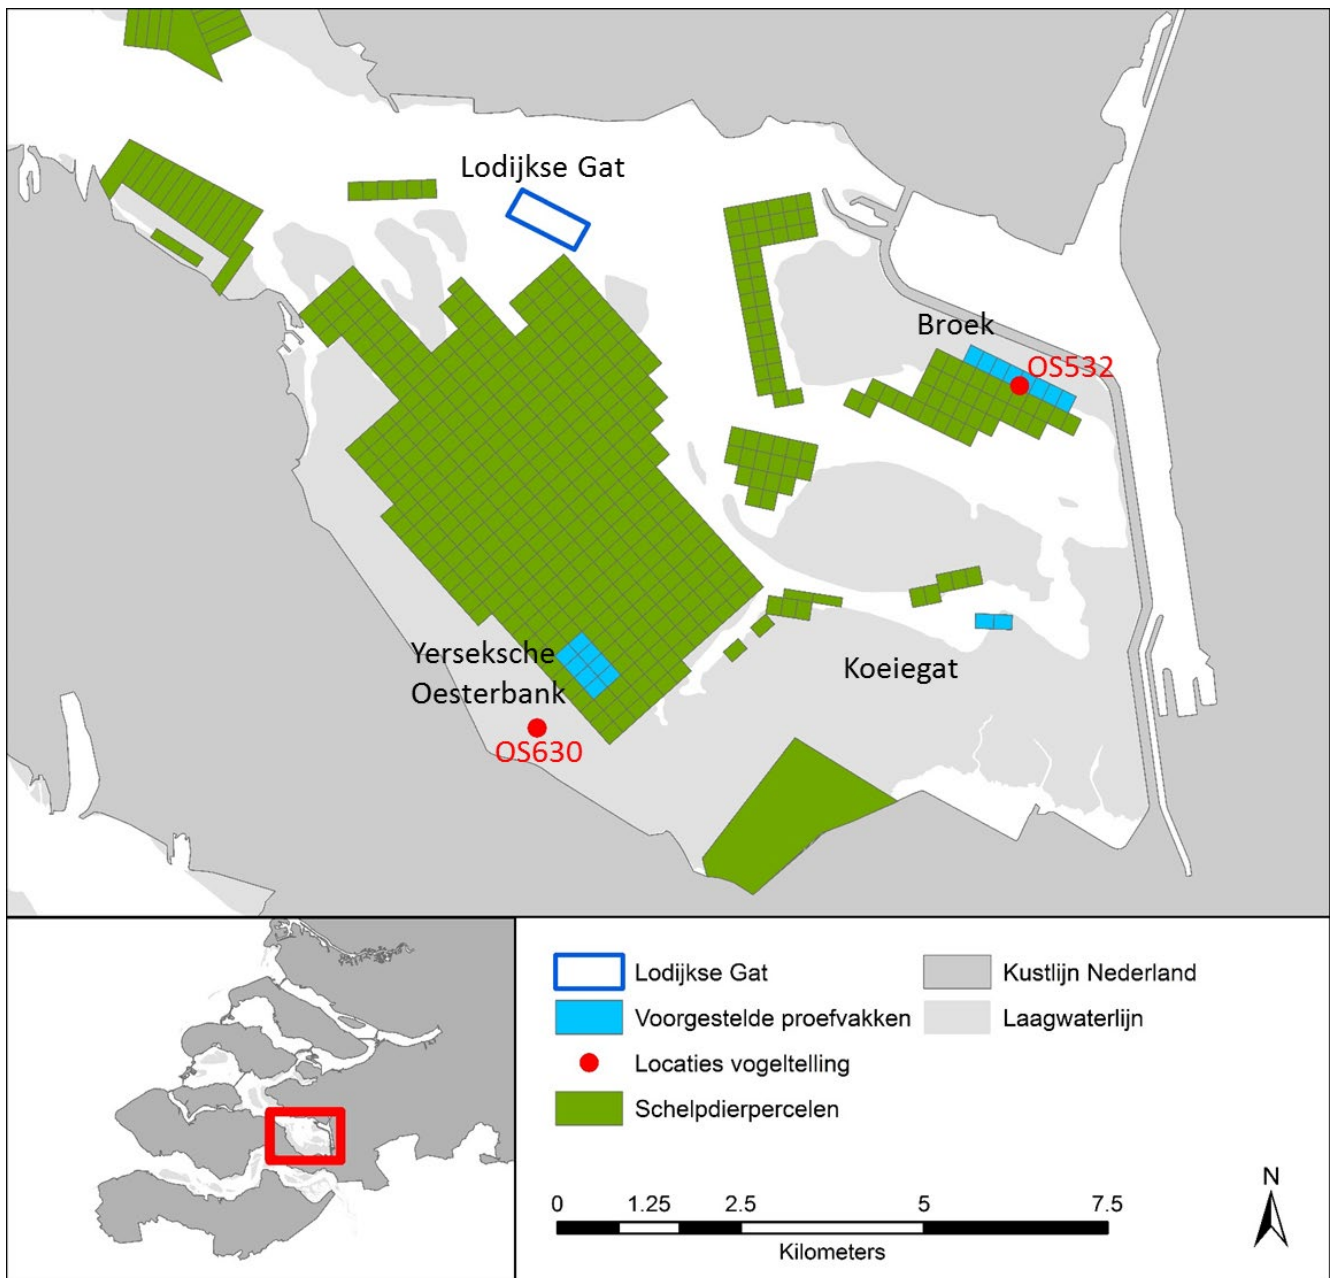 Lodijkse Gat
Broek
OS532
Yerseksche
Oesterbank
Koeiegat
OS630
Lodijkse Gat
Kustlijn Nederland
Voorgestelde proefvakken
Laagwaterlijn
Locaties vogeltelling
Schelpdierpercelen
N
0 1.25 2.5 5 7.5
Kilometers